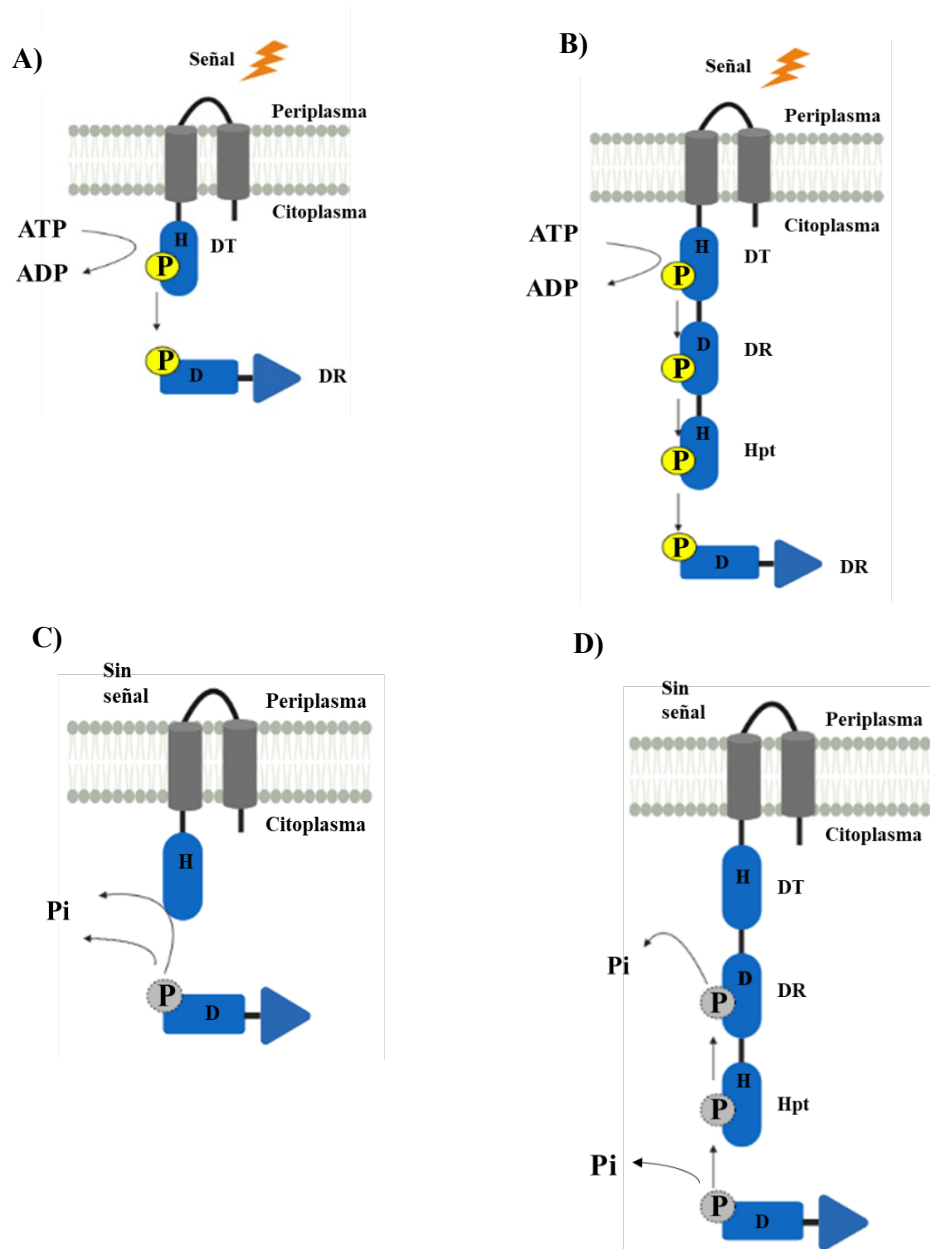 A)
Señal
Periplasma
Citoplasma
ATP
H
DT
P
ADP
P
D
DR
B)
Señal
Periplasma
Citoplasma
ATP
H
DT
P
ADP
D
DR
P
H
Hpt
P
P
D
DR
C)
Sin
señal
Periplasma
Citoplasma
H
Pi
P
D
D)
Sin
señal
Periplasma
Citoplasma
H
DT
Pi
D
DR
P
H
Hpt
P
Pi
P
D